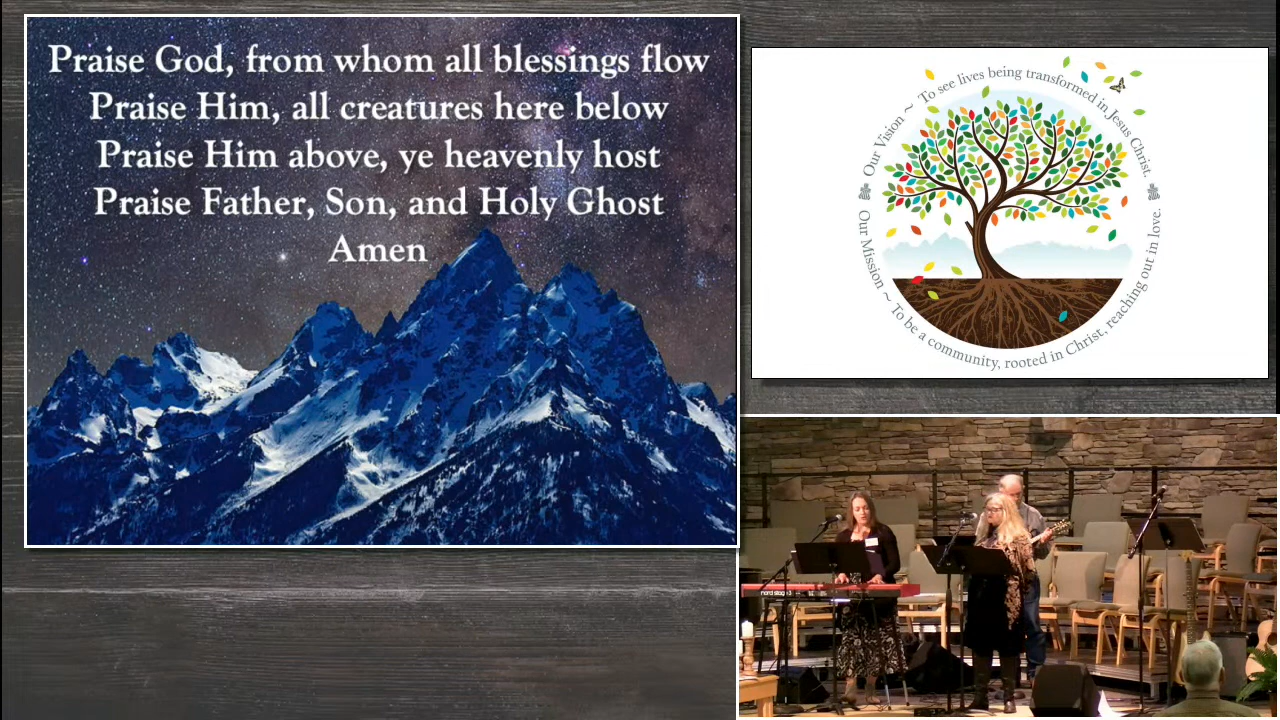 Praise God, from whom all blessings flow
Praise Him, all creatures here below
Praise Him above, ye heavenly host
Praise Father, Son, and Holy Ghost
Amen
Our Vision ~ To see lives being transformed in Jesus Christ.
Our Mission ~ To be a community, rooted in Christ, reaching out in love.
nord stage 3